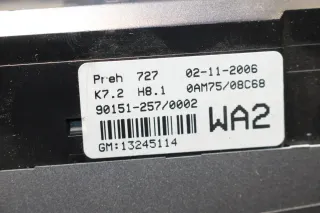 Preh 727 02-11-2006
K7.2 H8.1 0AM75/08C68
90151-257/0002
WA2
GM:13245114